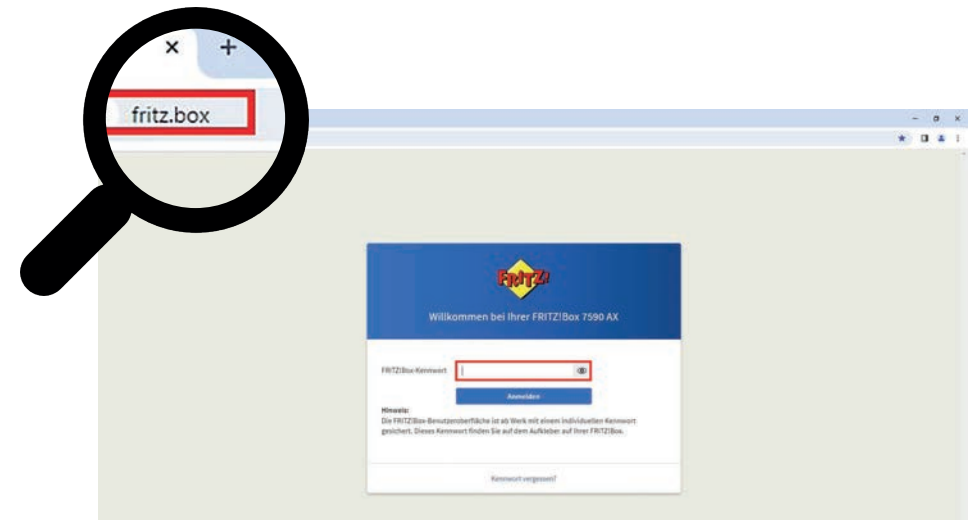 fritz.box
FRITZ!
Willkommen bei Ihrer FRITZ!Box 7590 AX
FRITZ!Box-Kennwort
Anmelden
Hinweis:
Die FRITZ!Box-Benutzeroberfläche ist ab Werk mit einem individuellen Kennwort
gesichert. Dieses Kennwort finden Sie auf dem Aufkleber auf Ihrer FRITZ!Box.
Kennwort vergessen?